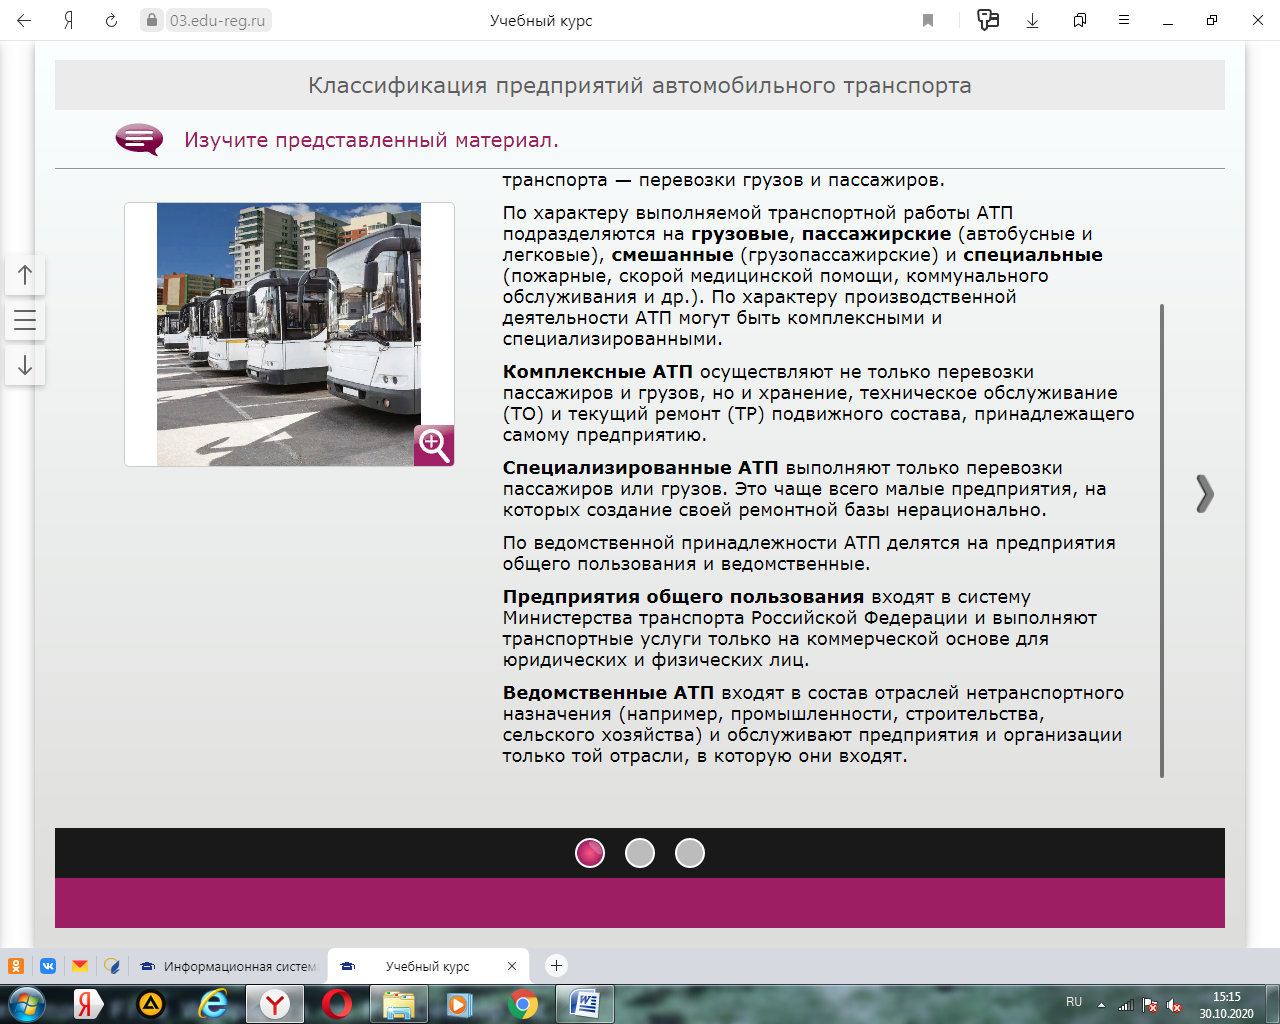 03.edu-reg.ru
Учебный курс
Классификация предприятий автомобильного транспорта
Изучите представленный материал.
транспорта — перевозки грузов и пассажиров.
По характеру выполняемой транспортной работы АТП
подразделяются на грузовые, пассажирские (автобусные и
легковые), смешанные (грузопассажирские) и специальные
(пожарные, скорой медицинской помощи, коммунального
обслуживания и др.). По характеру производственной
деятельности АТП могут быть комплексными и
специализированными.
Комплексные АТП осуществляют не только перевозки
пассажиров и грузов, но и хранение, техническое обслуживание
(ТО) и текущий ремонт (ТР) подвижного состава, принадлежащего
самому предприятию.
Специализированные АТП выполняют только перевозки
пассажиров или грузов. Это чаще всего малые предприятия, на
которых создание своей ремонтной базы нерационально.
По ведомственной принадлежности АТП делятся на предприятия
общего пользования и ведомственные.
Предприятия общего пользования входят в систему
Министерства транспорта Российской Федерации и выполняют
транспортные услуги только на коммерческой основе для
юридических и физических лиц.
Ведомственные АТП входят в состав отраслей нетранспортного
назначения (например, промышленности, строительства,
сельского хозяйства) и обслуживают предприятия и организации
только той отрасли, в которую они входят.
Информационная систем
Учебный курс
RU
15:15
30.10.2020